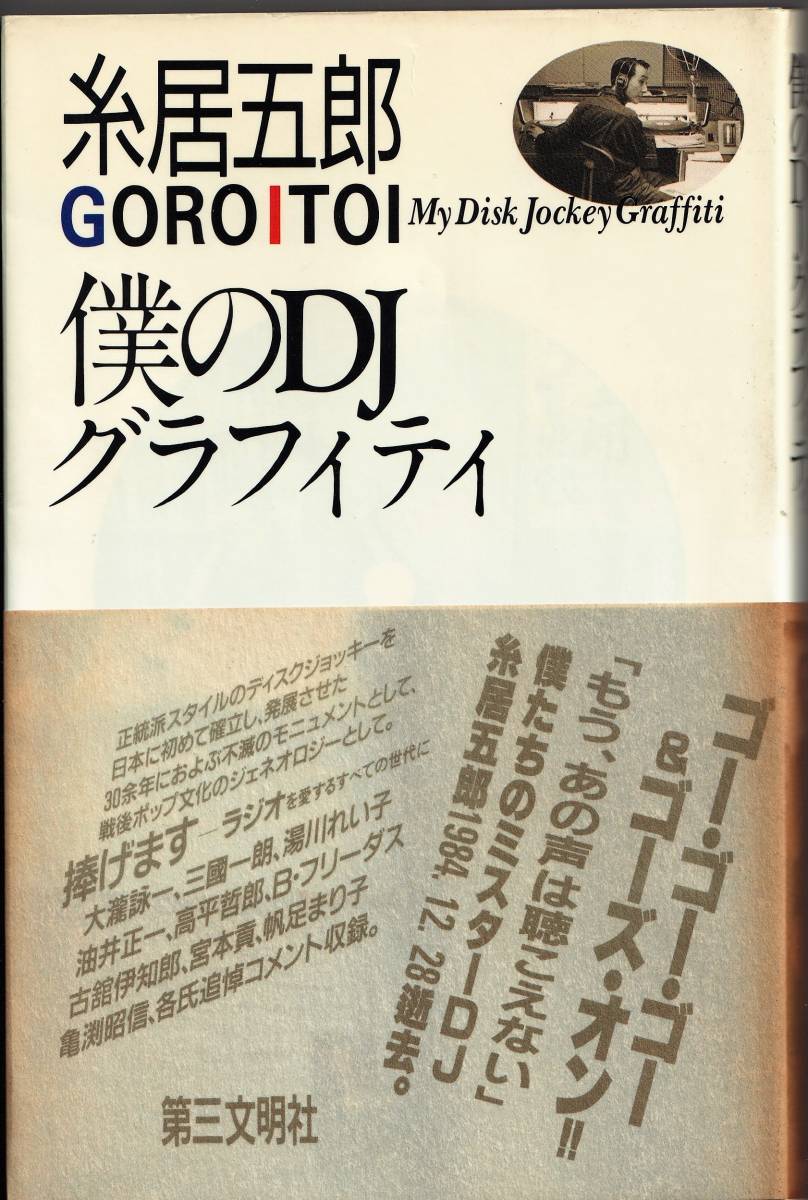 糸居五郎
GOROITOI
My Disk Jockey Graffiti
僕のDJ
グラフィティ
ゴー・ゴー・ゴー
&ゴーズ・オン!!
「もう、あの声は聴こえない」
僕たちのミスターDJ
糸居五郎1984. 12. 28逝去。
正統派スタイルのディスクジョッキーを
日本に初めて確立し、発展させた
30余年におよぶ不滅のモニュメントとして、
戦後ポップ文化のジェネオロジーとして。
捧げます—ラジオを愛するすべての世代に
大瀧詠一、三國一朗、湯川れい子
油井正一、高平哲郎、B・フリーダス
古舘伊知郎、宮本貢、帆足まり子
亀渕昭信、各氏追悼コメント収録。
第三文明社
僕のDJグラフィティ